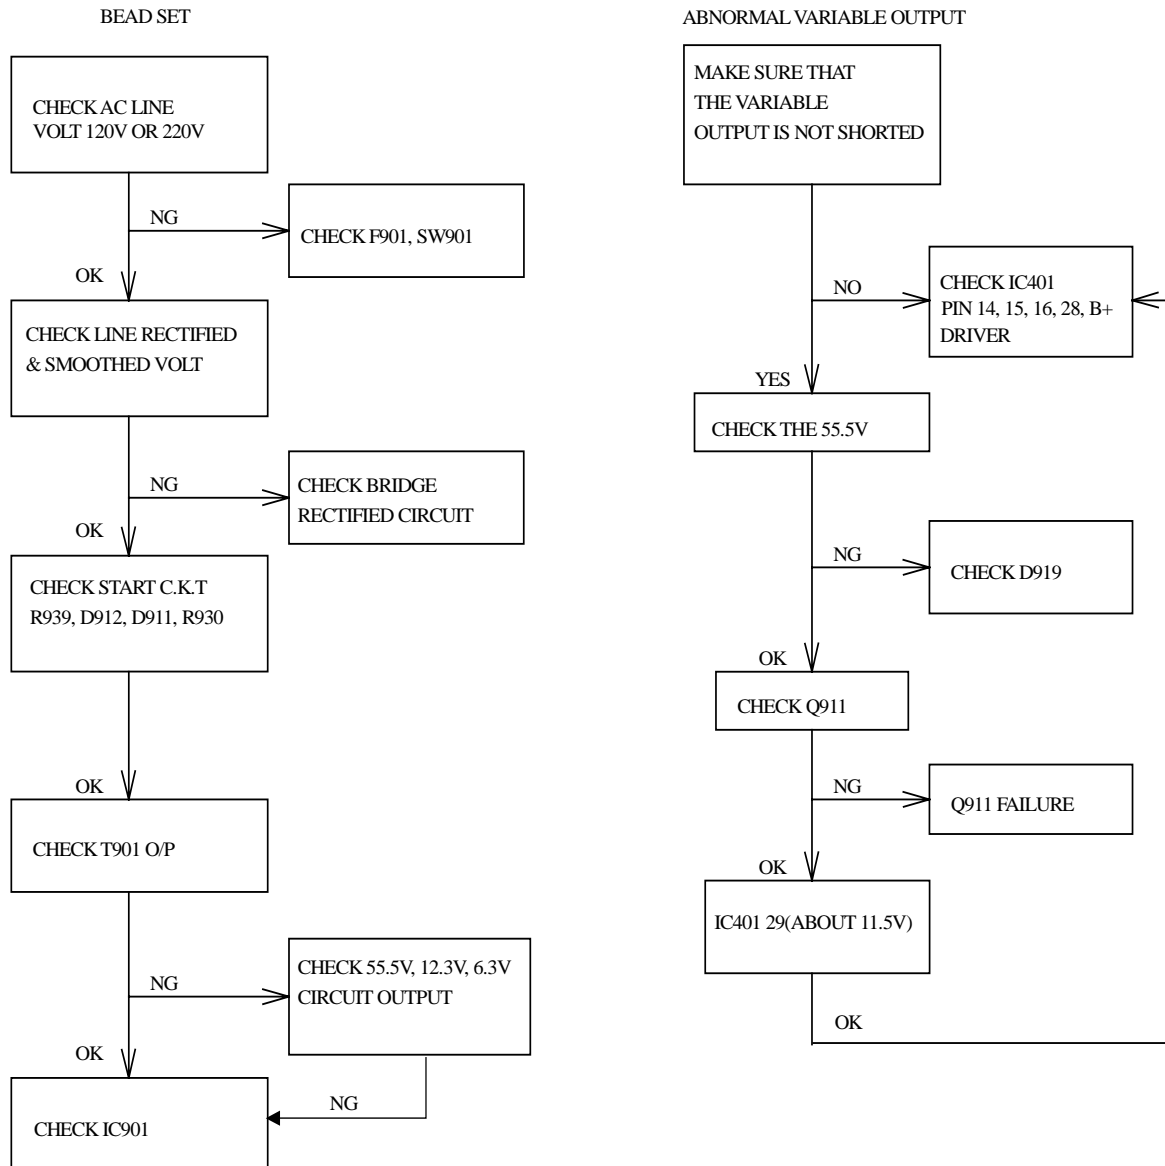 BEAD SET
CHECK AC LINE
VOLT 120V OR 220V
NG
CHECK F901, SW901
OK
CHECK LINE RECTIFIED
& SMOOTHED VOLT
NG
CHECK BRIDGE
RECTIFIED CIRCUIT
OK
CHECK START C.K.T
R939, D912, D911, R930
OK
CHECK T901 O/P
NG
CHECK 55.5V, 12.3V, 6.3V
CIRCUIT OUTPUT
OK
NG
CHECK IC901
ABNORMAL VARIABLE OUTPUT
MAKE SURE THAT
THE VARIABLE
OUTPUT IS NOT SHORTED
NO
CHECK IC401
PIN 14, 15, 16, 28, B+
DRIVER
YES
CHECK THE 55.5V
NG
CHECK D919
OK
CHECK Q911
NG
Q911 FAILURE
OK
IC401 29(ABOUT 11.5V)
OK